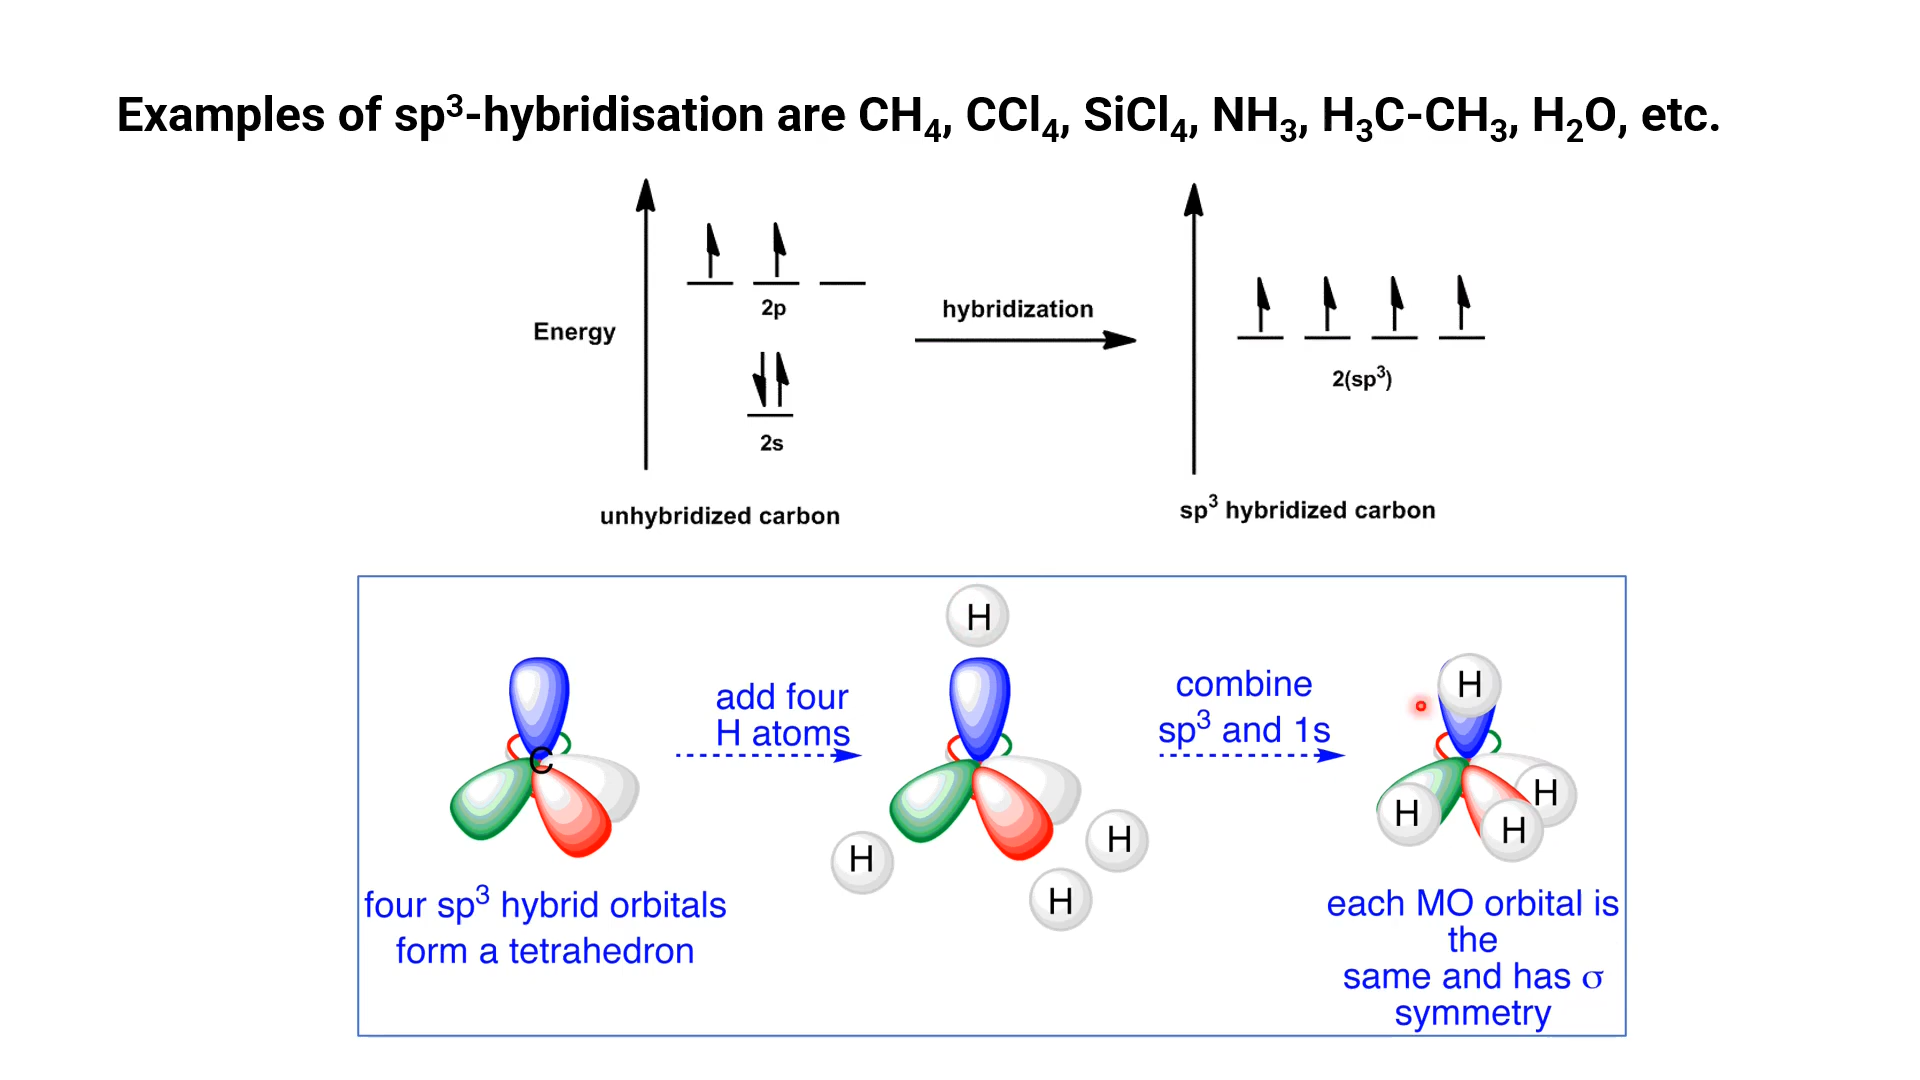 Examples of sp³-hybridisation are CH₄, CCl₄, SiCl₄, NH₃, H₃C-CH₃, H₂O, etc.
2p
hybridization
Energy
2(sp³)
2s
unhybridized carbon
sp³ hybridized carbon
H
add four
H atoms
combine
sp³ and 1s
H
C
H
H
H
H
H
H
four sp³ hybrid orbitals
form a tetrahedron
each MO orbital is
the
same and has σ
symmetry